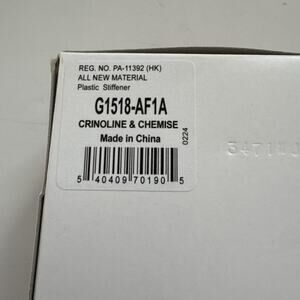 REG. NO. PA-11392 (HK)
ALL NEW MATERIAL
Plastic Stiffener
G1518-AF1A
CRINOLINE & CHEMISE
Made in China
0224
5 40409 70190 5